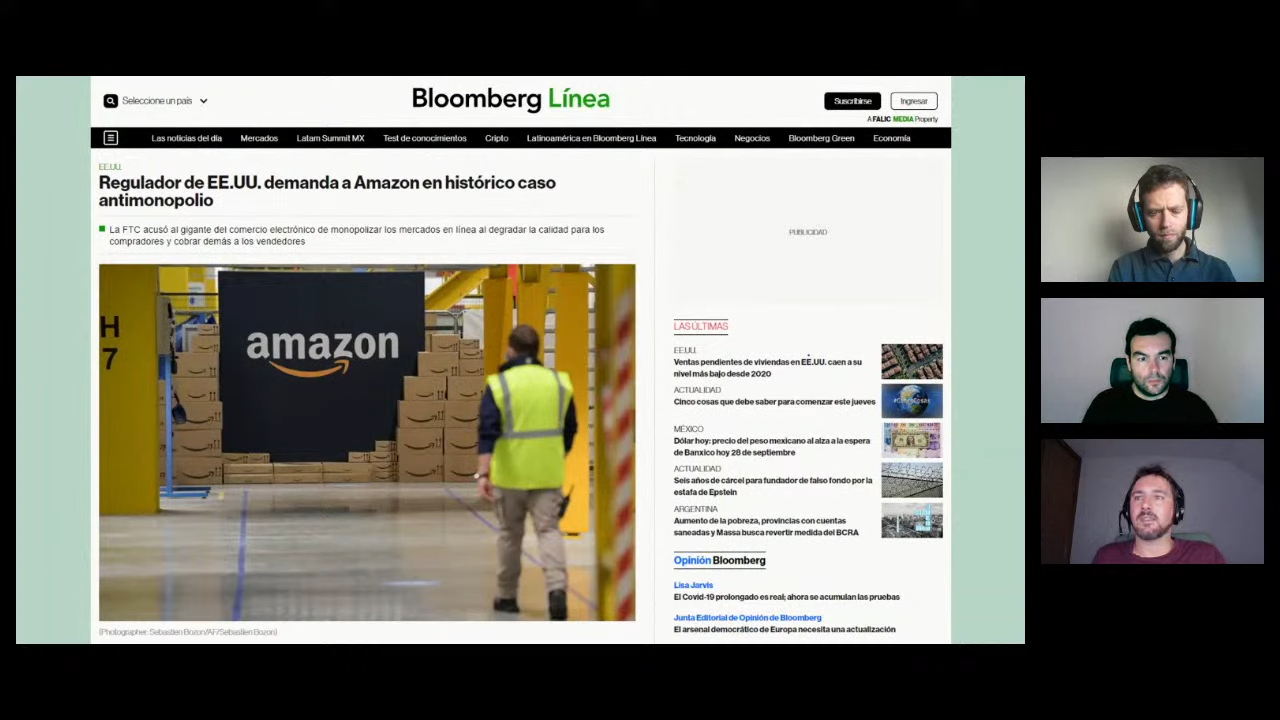 Seleccione un país
Bloomberg Línea
Suscribirse
Ingresar
A FALIC MEDIA Property
Las noticias del día
Mercados
Latam Summit MX
Test de conocimientos
Cripto
Latinoamérica en Bloomberg Línea
Tecnología
Negocios
Bloomberg Green
Economía
EE.UU.
Regulador de EE.UU. demanda a Amazon en histórico caso
antimonopolio
La FTC acusó al gigante del comercio electrónico de monopolizar los mercados en línea al degradar la calidad para los
compradores y cobrar demás a los vendedores
H
7
amazon
(Photographer: Sebastien Bozon/AF/Sebastien Bozon)
PUBLICIDAD
LAS ÚLTIMAS
EE.UU.
Ventas pendientes de viviendas en EE.UU. caen a su
nivel más bajo desde 2020
ACTUALIDAD
Cinco cosas que debe saber para comenzar este jueves
MÉXICO
Dólar hoy: precio del peso mexicano al alza a la espera
de Banxico hoy 28 de septiembre
ACTUALIDAD
Seis años de cárcel para fundador de falso fondo por la
estafa de Epstein
ARGENTINA
Aumento de la pobreza, provincias con cuentas
saneadas y Massa busca revertir medida del BCRA
Opinión Bloomberg
Lisa Jarvis
El Covid-19 prolongado es real; ahora se acumulan las pruebas
Junta Editorial de Opinión de Bloomberg
El arsenal democrático de Europa necesita una actualización